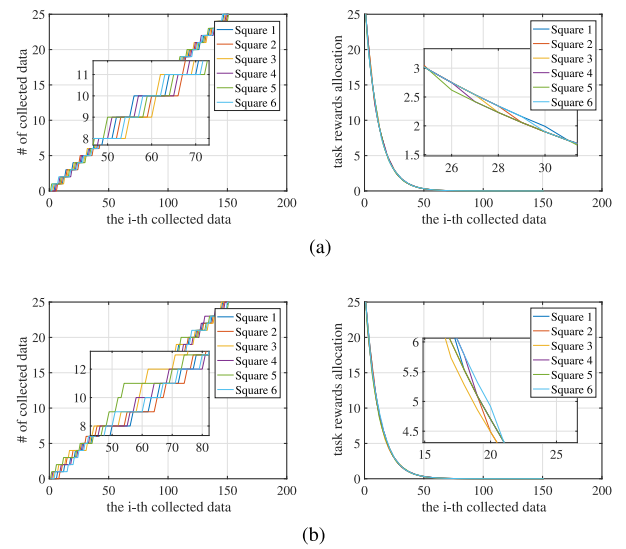 25
20
15
10
5
0
# of collected data
0 50 100 150 200
the i-th collected data
Square 1
Square 2
Square 3
Square 4
Square 5
Square 6
11
10
9
8
50 60 70
25
20
15
10
5
0
task rewards allocation
0 50 100 150 200
the i-th collected data
Square 1
Square 2
Square 3
Square 4
Square 5
Square 6
3
2.5
2
1.5
26 28 30
(a)
25
20
15
10
5
0
# of collected data
0 50 100 150 200
the i-th collected data
Square 1
Square 2
Square 3
Square 4
Square 5
Square 6
12
10
8
50 60 70 80
25
20
15
10
5
0
task rewards allocation
0 50 100 150 200
the i-th collected data
Square 1
Square 2
Square 3
Square 4
Square 5
Square 6
6
5.5
5
4.5
15 20 25
(b)